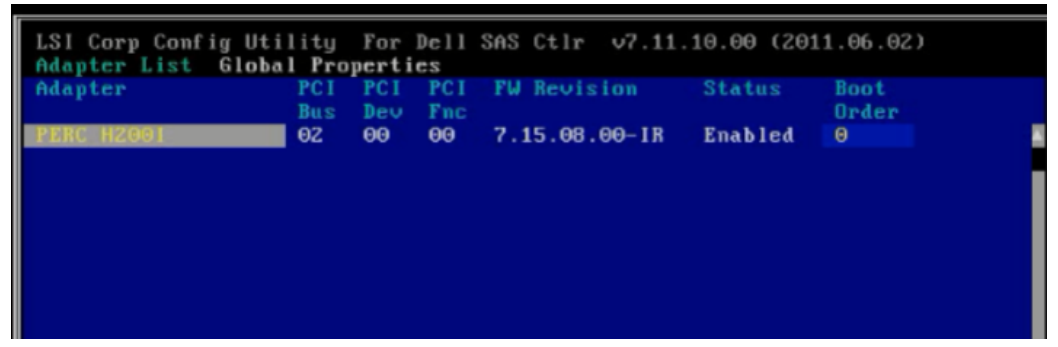 LSI Corp Config Utility For Dell SAS Ctlr v7.11.10.00 (2011.06.02)
Adapter List Global Properties
Adapter PCI PCI PCI FW Revision Status Boot
Bus Dev Fnc Order
PERC H200I 02 00 00 7.15.08.00-IR Enabled 0